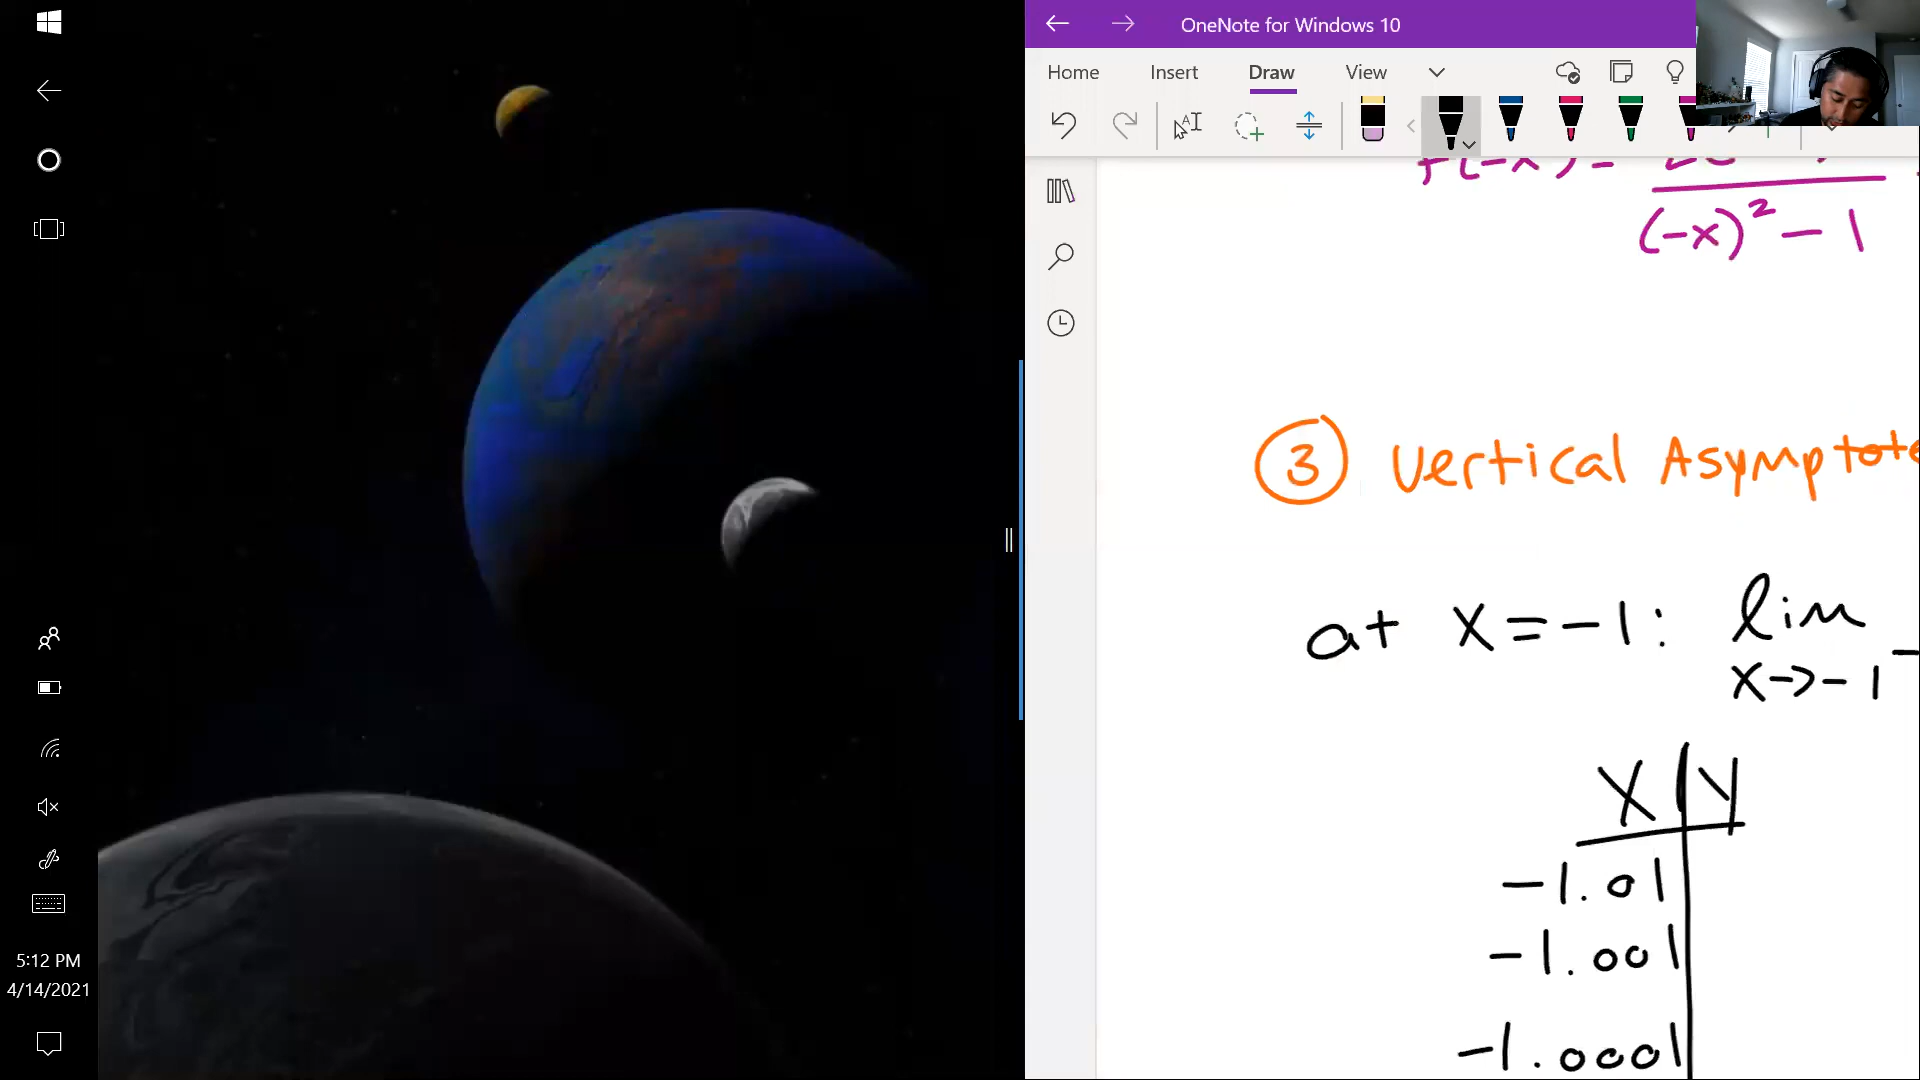 OneNote for Windows 10
Home Insert Draw View
(-x)² - 1
③ Vertical Asymptote
at x = -1: lim
x→-1⁻
X | Y
-1.01
-1.001
-1.0001
5:12 PM
4/14/2021